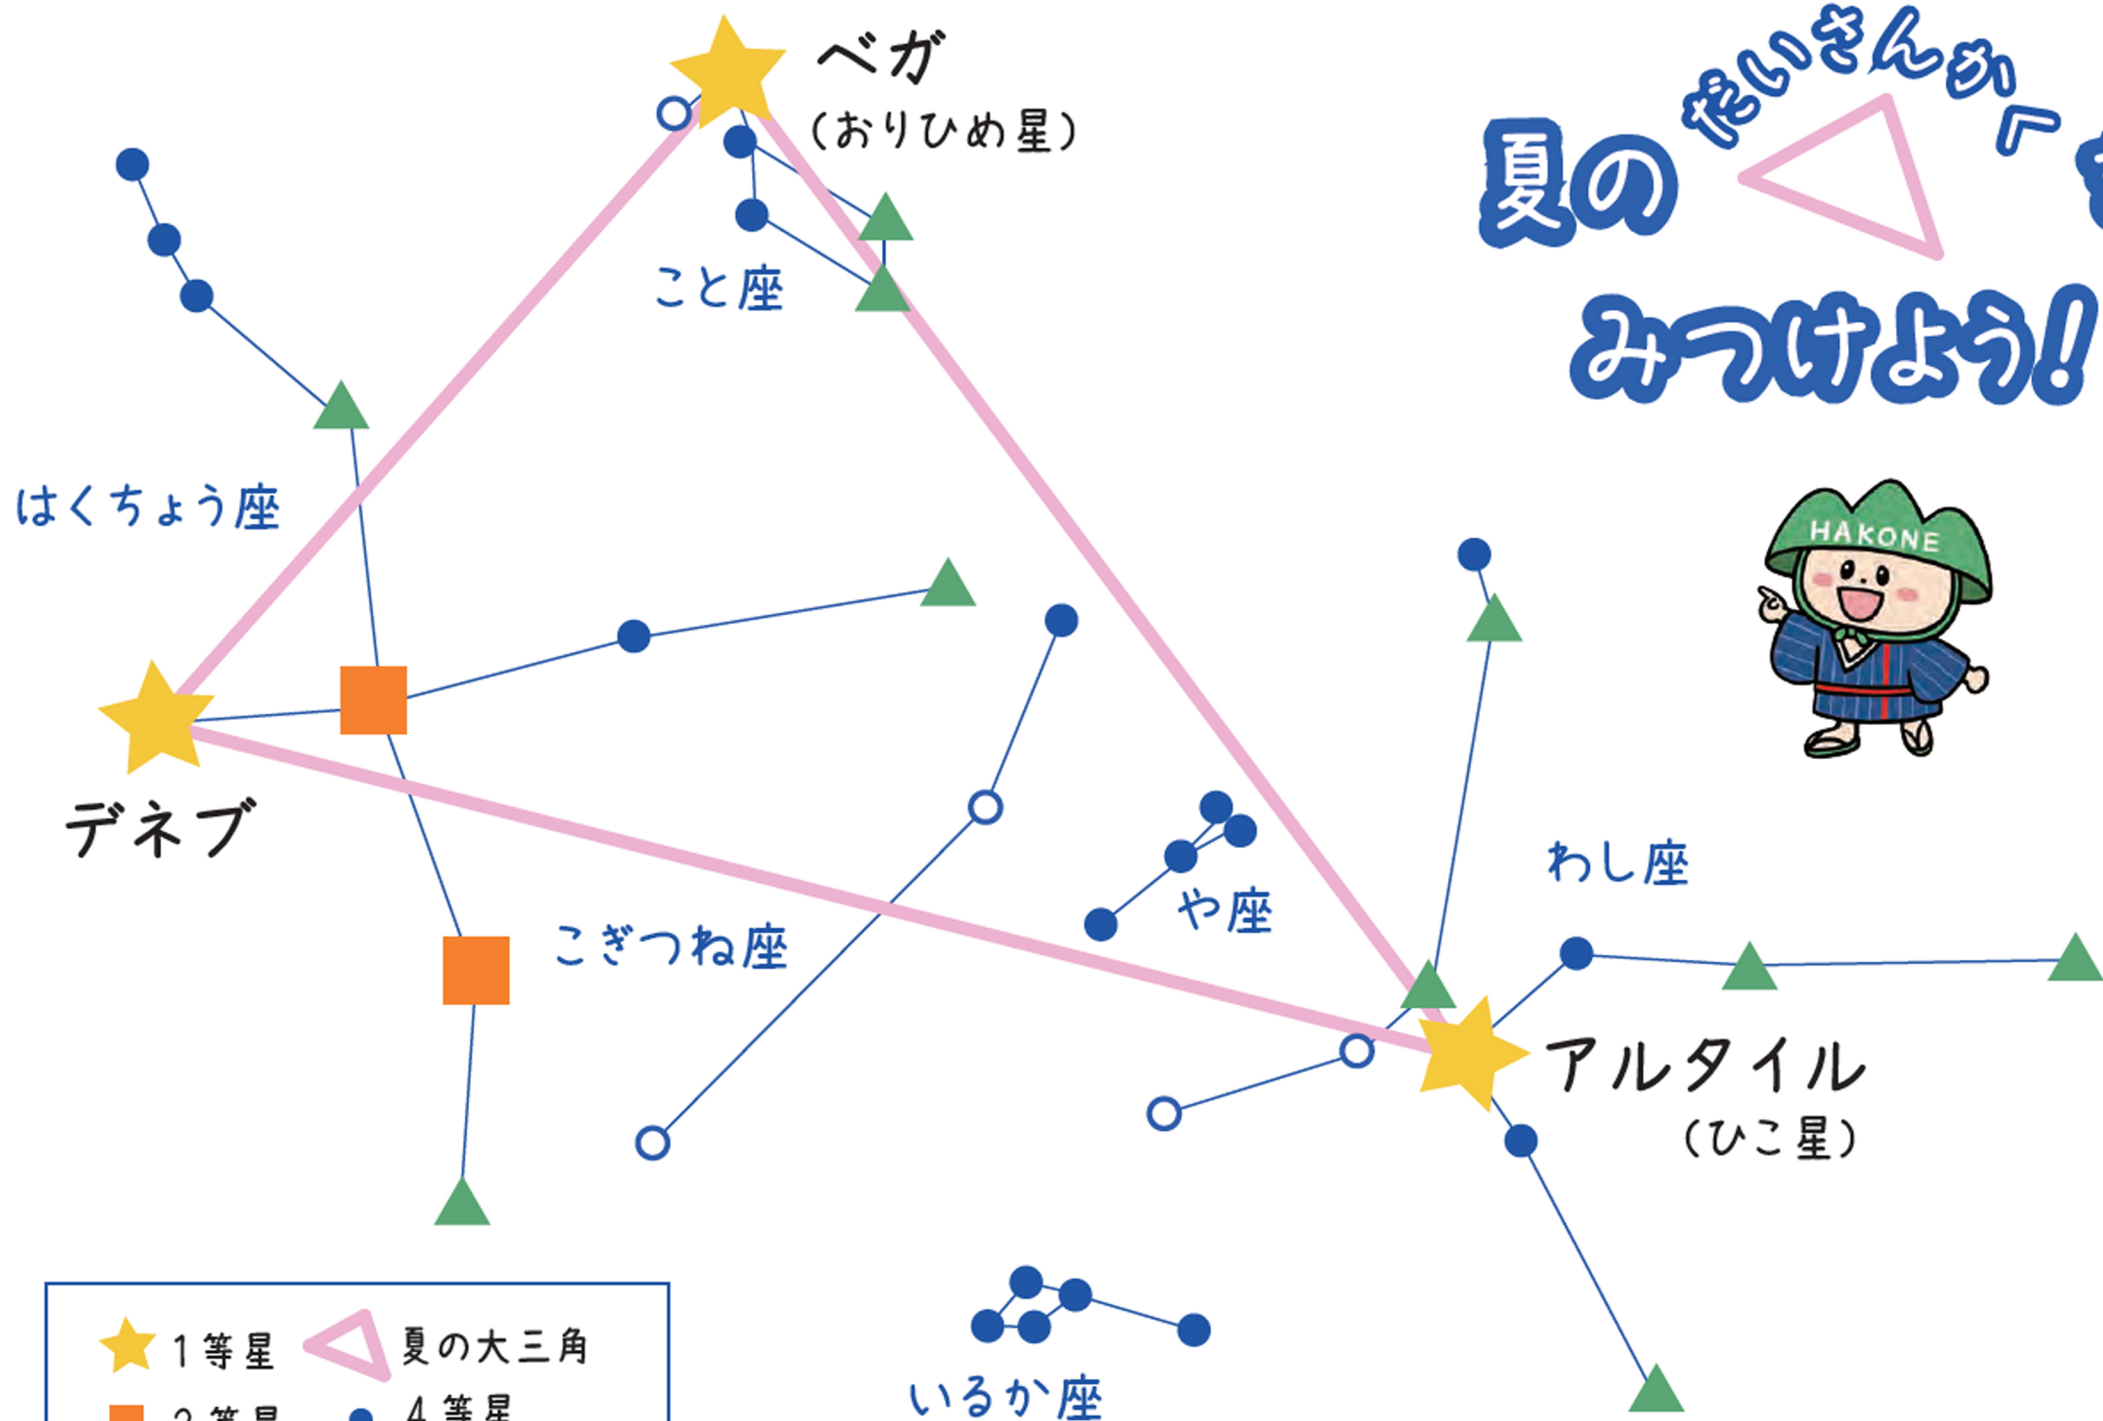 ベガ
(おりひめ星)
夏の だいさんかく
みつけよう!
こと座
はくちょう座
HAKONE
デネブ
こぎつね座
や座
わし座
アルタイル
(ひこ星)
いるか座
1等星
夏の大三角
4等星